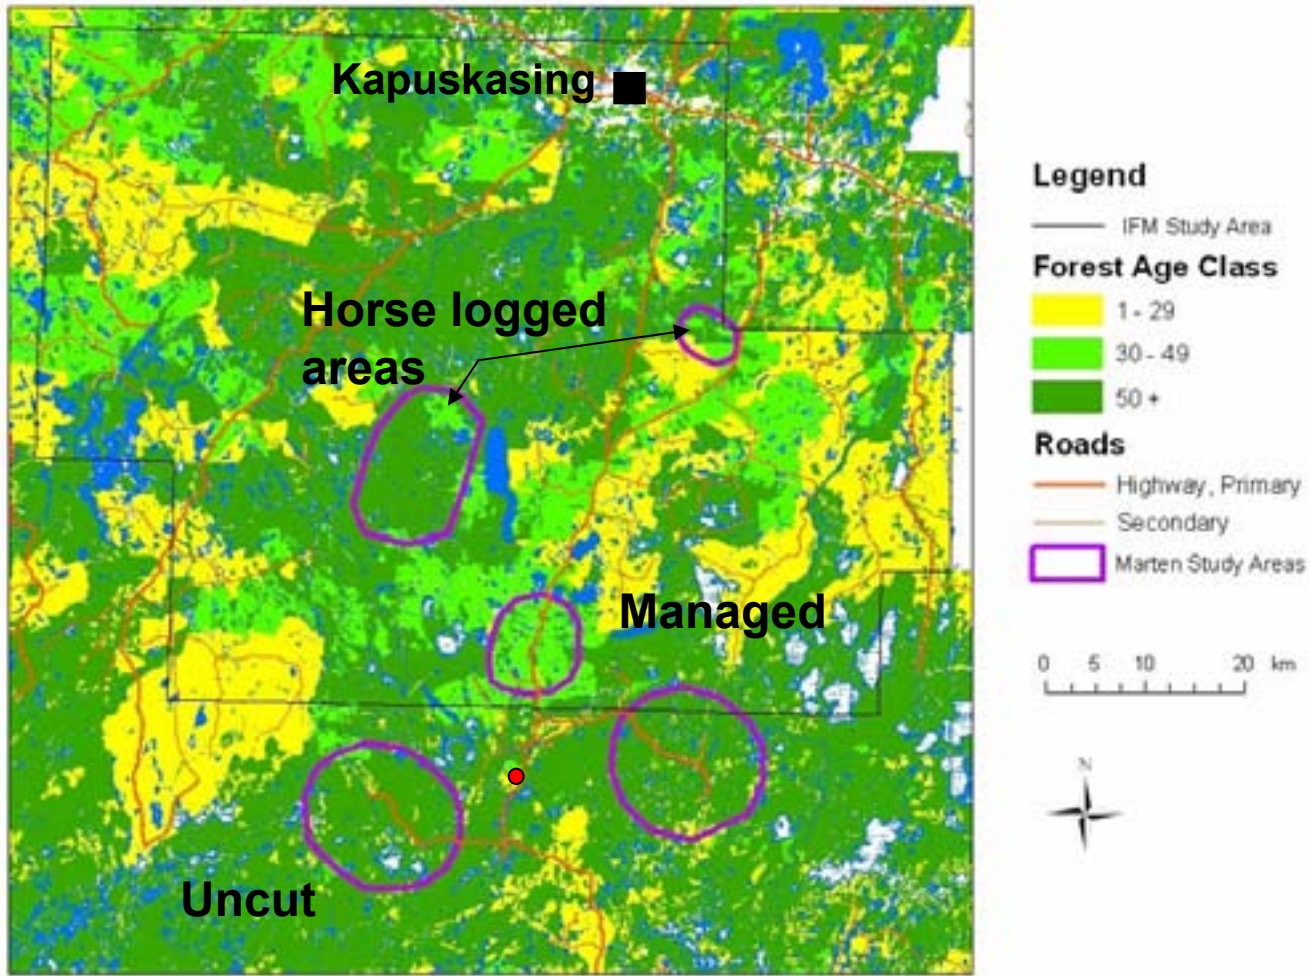 Kapuskasing
Horse logged
areas
Managed
Uncut
Legend
IFM Study Area
Forest Age Class
1 - 29
30 - 49
50 +
Roads
Highway, Primary
Secondary
Marten Study Areas
0 5 10 20 km
N